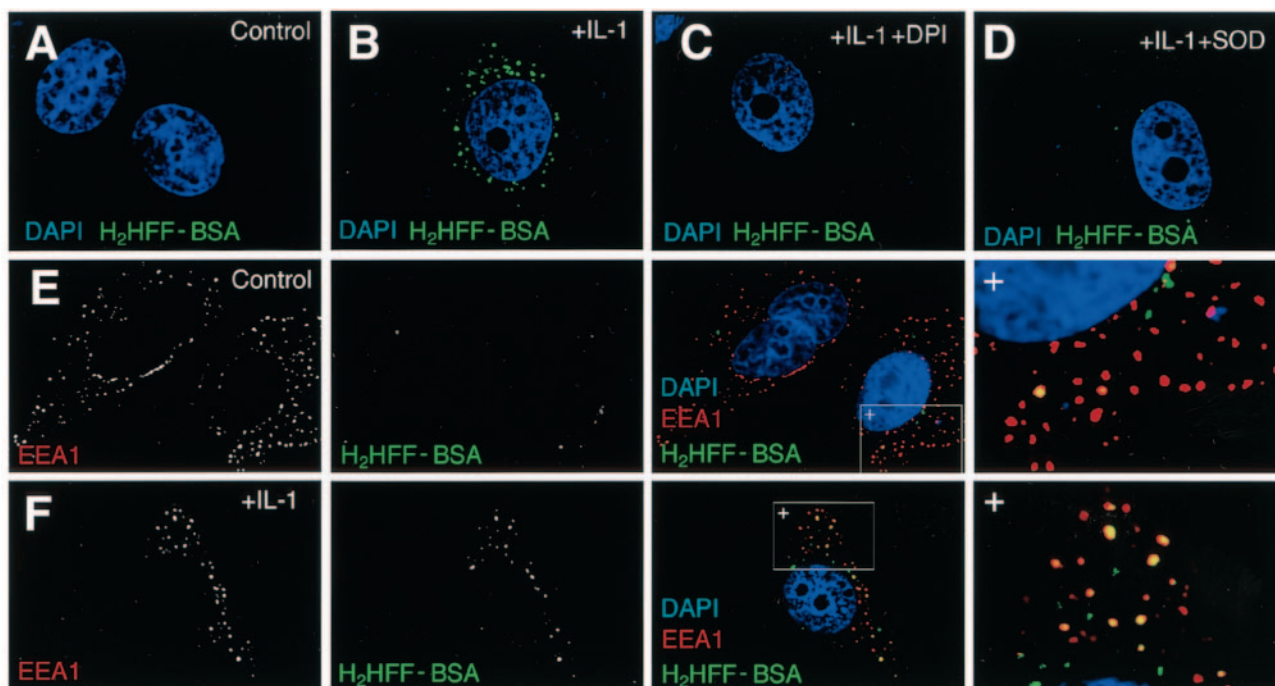 A Control
DAPI H₂HFF-BSA
B +IL-1
DAPI H₂HFF-BSA
C +IL-1+DPI
DAPI H₂HFF-BSA
D +IL-1+SOD
DAPI H₂HFF-BSA
E Control
EEA1
H₂HFF-BSA
+
DAPI
EEA1
H₂HFF-BSA
+
F +IL-1
EEA1
H₂HFF-BSA
+
DAPI
EEA1
H₂HFF-BSA
+